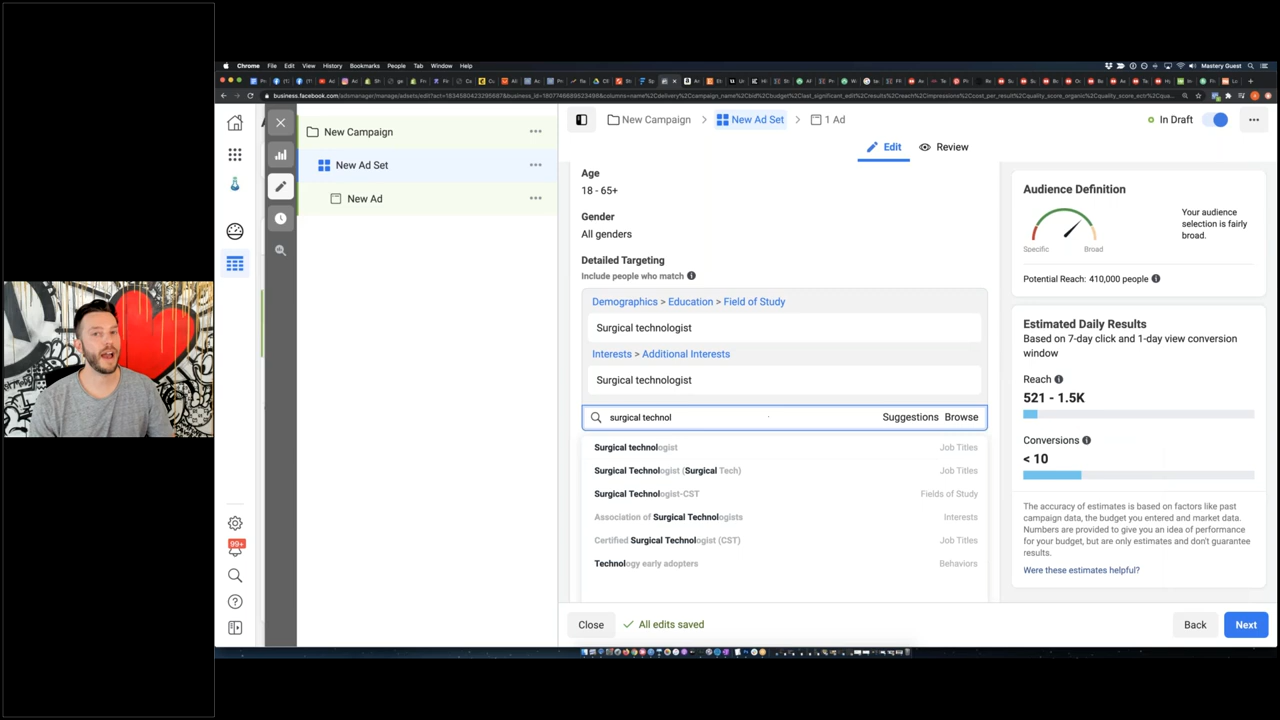 Chrome File Edit View History Bookmarks People Tab Window Help
Mastery Guest
New Campaign
New Ad Set
New Ad
New Campaign > New Ad Set > 1 Ad
In Draft
Edit Review
Age
18 - 65+
Gender
All genders
Detailed Targeting
Include people who match
Demographics > Education > Field of Study
Surgical technologist
Interests > Additional Interests
Surgical technologist
surgical technol Suggestions Browse
Surgical technologist Job Titles
Surgical Technologist (Surgical Tech) Job Titles
Surgical Technologist-CST Fields of Study
Association of Surgical Technologists Interests
Certified Surgical Technologist (CST) Job Titles
Technology early adopters Behaviors
Audience Definition
Specific Broad
Your audience
selection is fairly
broad.
Potential Reach: 410,000 people
Estimated Daily Results
Based on 7-day click and 1-day view conversion
window
Reach
521 - 1.5K
Conversions
< 10
The accuracy of estimates is based on factors like past
campaign data, the budget you entered and market data.
Numbers are provided to give you an idea of performance
for your budget, but are only estimates and don't guarantee
results.
Were these estimates helpful?
99+
Close All edits saved Back Next